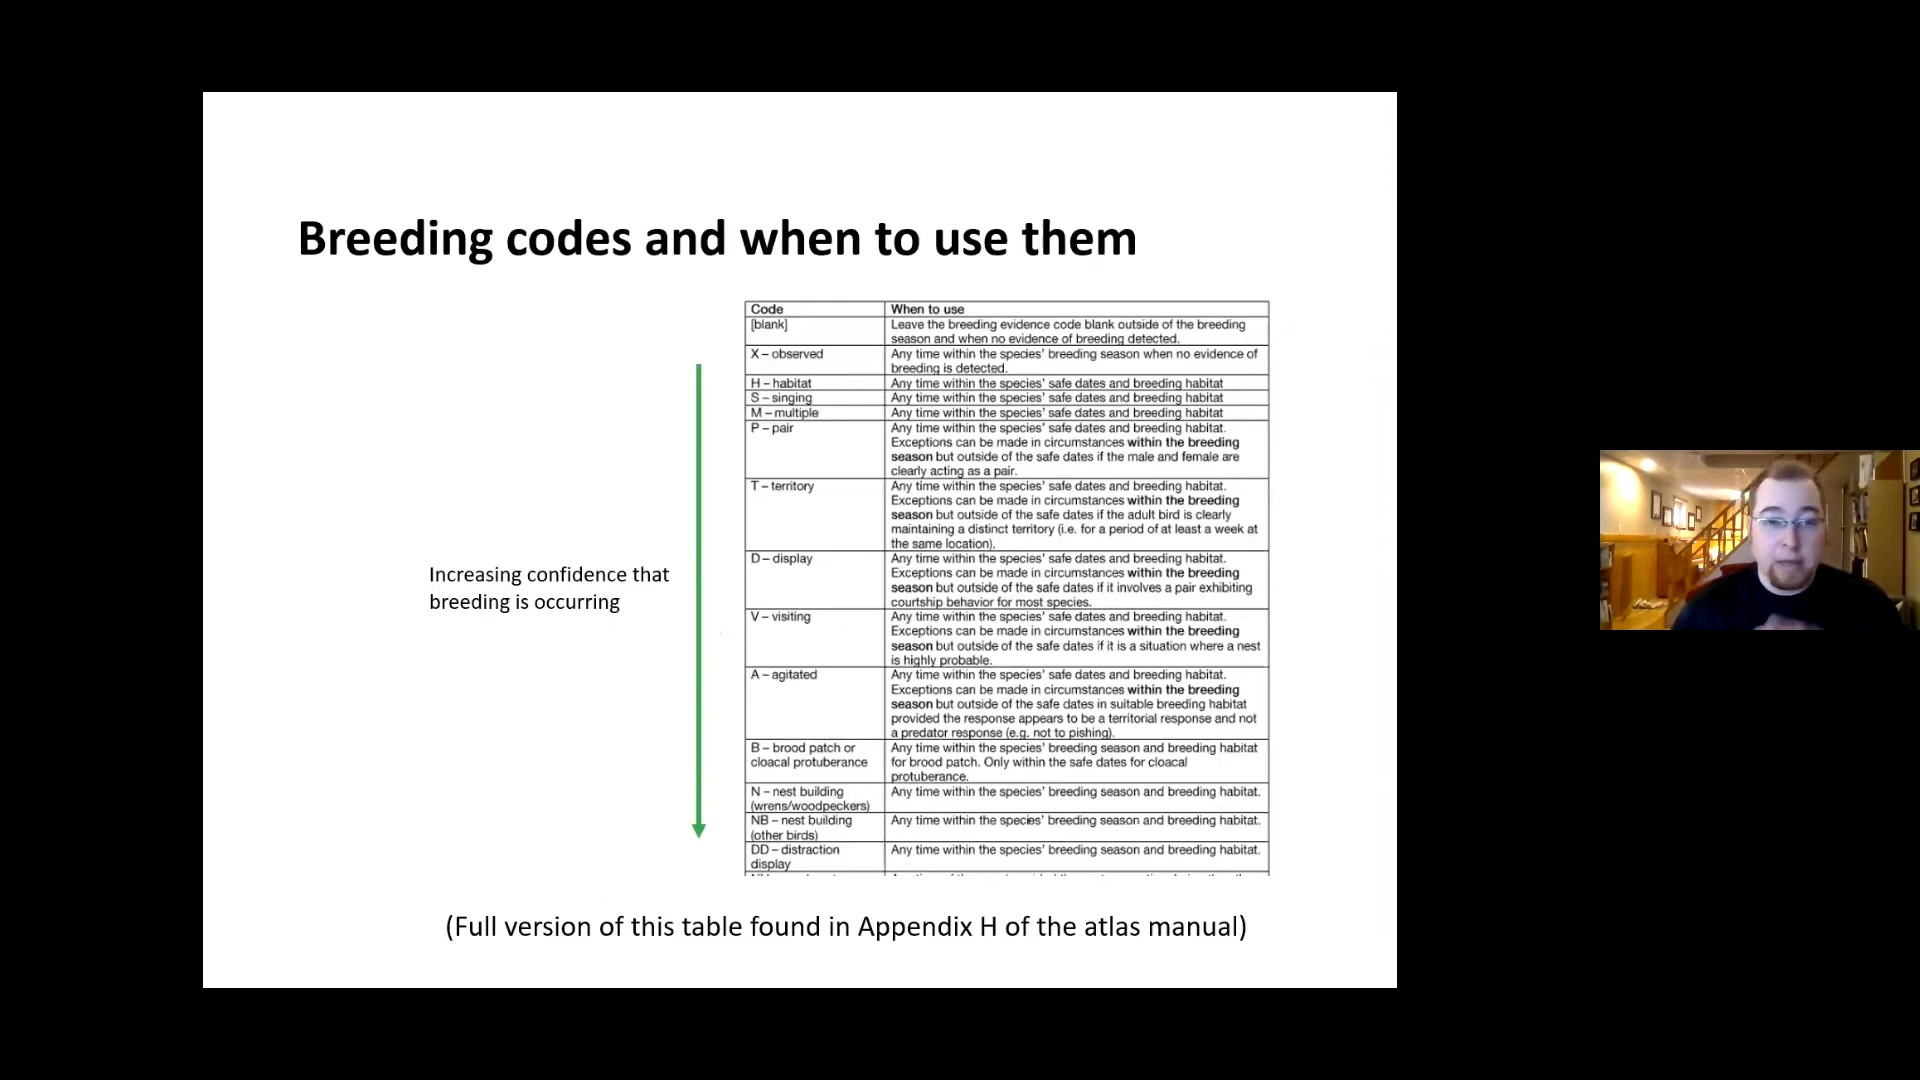 Breeding codes and when to use them
Code When to use
[blank] Leave the breeding evidence code blank outside of the breeding
season and when no evidence of breeding detected.
X – observed Any time within the species' breeding season when no evidence of
breeding is detected.
H – habitat Any time within the species' safe dates and breeding habitat
S – singing Any time within the species' safe dates and breeding habitat
M – multiple Any time within the species' safe dates and breeding habitat
P – pair Any time within the species' safe dates and breeding habitat.
Exceptions can be made in circumstances within the breeding
season but outside of the safe dates if the male and female are
clearly acting as a pair.
T – territory Any time within the species' safe dates and breeding habitat.
Exceptions can be made in circumstances within the breeding
season but outside of the safe dates if the adult bird is clearly
maintaining a distinct territory (i.e. for a period of at least a week at
the same location).
D – display Any time within the species' safe dates and breeding habitat.
Exceptions can be made in circumstances within the breeding
season but outside of the safe dates if it involves a pair exhibiting
courtship behavior for most species.
V – visiting Any time within the species' safe dates and breeding habitat.
Exceptions can be made in circumstances within the breeding
season but outside of the safe dates if it is a situation where a nest
is highly probable.
A – agitated Any time within the species' safe dates and breeding habitat.
Exceptions can be made in circumstances within the breeding
season but outside of the safe dates in suitable breeding habitat
provided the response appears to be a territorial response and not
a predator response (e.g. not to pishing).
B – brood patch or Any time within the species' breeding season and breeding habitat
cloacal protuberance for brood patch. Only within the safe dates for cloacal
protuberance.
N – nest building Any time within the species' breeding season and breeding habitat.
(wrens/woodpeckers)
NB – nest building Any time within the species' breeding season and breeding habitat.
(other birds)
DD – distraction Any time within the species' breeding season and breeding habitat.
display
Increasing confidence that
breeding is occurring
(Full version of this table found in Appendix H of the atlas manual)